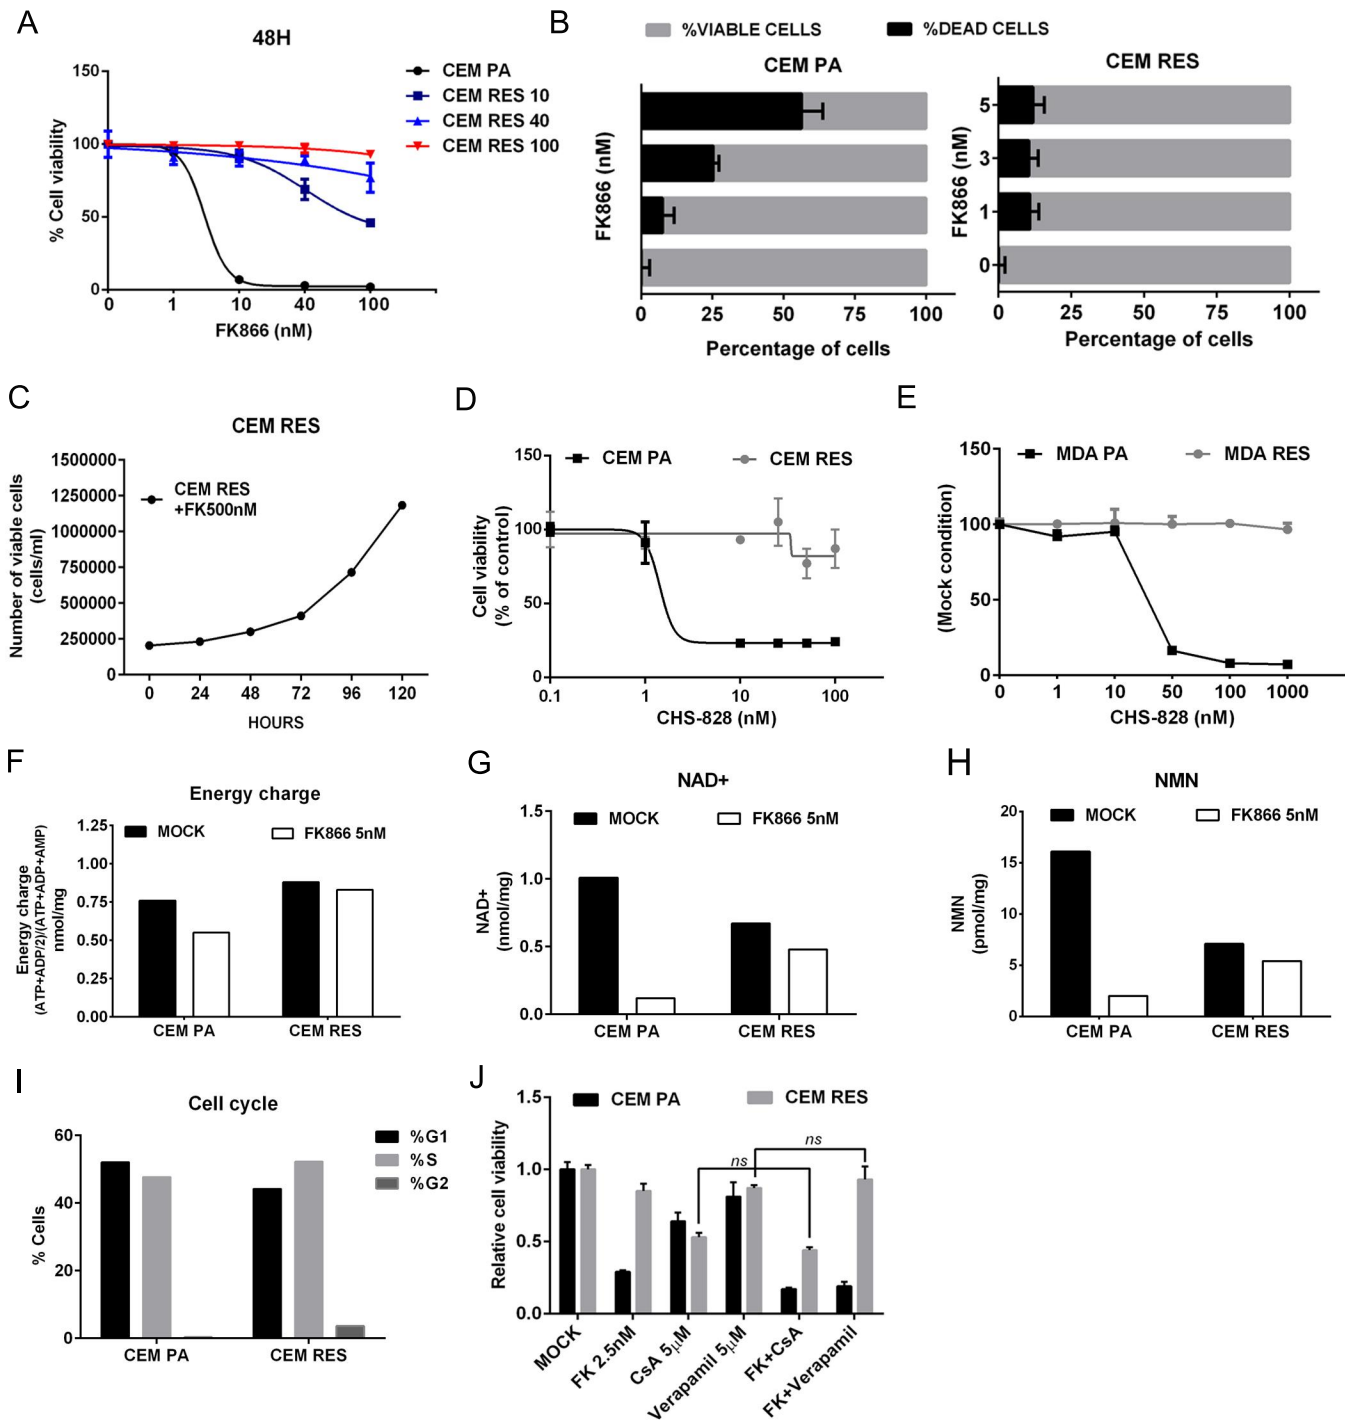 A
48H
150
100
50
0
% Cell viability
0 1 10 40 100
FK866 (nM)
CEM PA
CEM RES 10
CEM RES 40
CEM RES 100
B
%VIABLE CELLS
%DEAD CELLS
CEM PA
FK866 (nM)
0 25 50 75 100
Percentage of cells
CEM RES
FK866 (nM)
5
3
1
0
0 25 50 75 100
Percentage of cells
C
CEM RES
Number of viable cells
(cells/ml)
1500000
1250000
1000000
750000
500000
250000
0
CEM RES
+FK500nM
0 24 48 72 96 120
HOURS
D
Cell viability
(% of control)
150
100
50
0
CEM PA
CEM RES
0.1 1 10 100
CHS-828 (nM)
E
(Mock condition)
150
100
50
0
MDA PA
MDA RES
0 1 10 50 100 1000
CHS-828 (nM)
F
Energy charge
Energy charge
(ATP+ADP/2)/(ATP+ADP+AMP)
nmol/mg
1.25
1.00
0.75
0.50
0.25
0.00
MOCK
FK866 5nM
CEM PA
CEM RES
G
NAD+
NAD+
(nmol/mg)
1.5
1.0
0.5
0.0
MOCK
FK866 5nM
CEM PA
CEM RES
H
NMN
NMN
(pmol/mg)
20
15
10
5
0
MOCK
FK866 5nM
CEM PA
CEM RES
I
Cell cycle
% Cells
60
40
20
0
%G1
%S
%G2
CEM PA
CEM RES
J
Relative cell viability
1.5
1.0
0.5
0.0
CEM PA
CEM RES
ns
ns
MOCK
FK 2.5nM
CsA 5μM
Verapamil 5μM
FK+CsA
FK+Verapamil